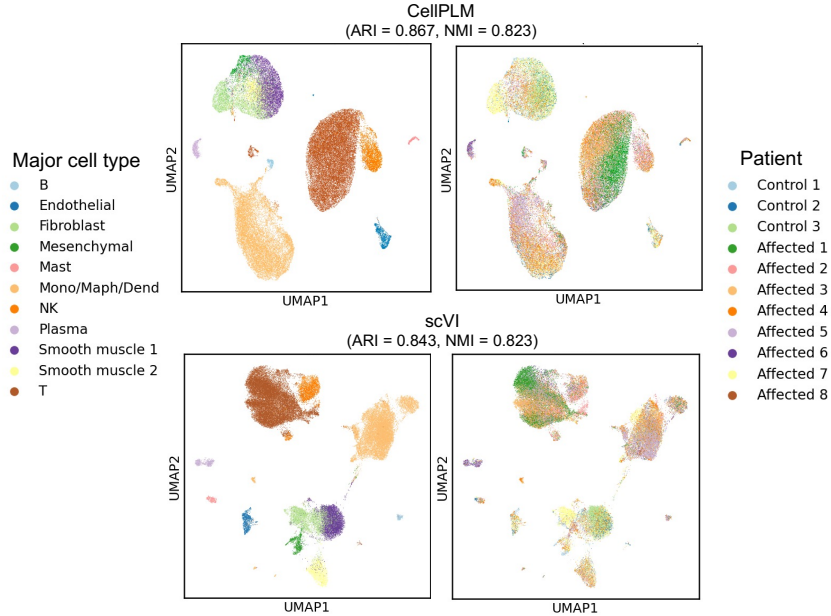 CellPLM
(ARI = 0.867, NMI = 0.823)
UMAP2
UMAP1
UMAP1
Major cell type
B
Endothelial
Fibroblast
Mesenchymal
Mast
Mono/Maph/Dend
NK
Plasma
Smooth muscle 1
Smooth muscle 2
T
UMAP2
Patient
Control 1
Control 2
Control 3
Affected 1
Affected 2
Affected 3
Affected 4
Affected 5
Affected 6
Affected 7
Affected 8
scVI
(ARI = 0.843, NMI = 0.823)
UMAP2
UMAP2
UMAP1
UMAP1